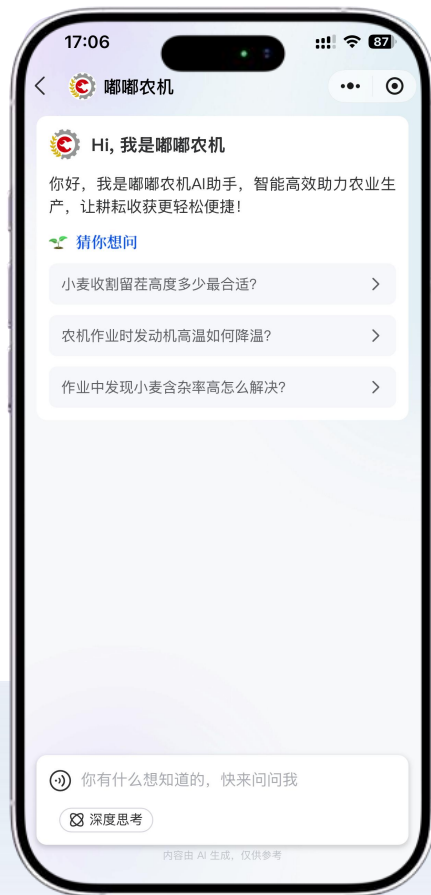 17:06
87
嘟嘟农机
Hi, 我是嘟嘟农机
你好，我是嘟嘟农机AI助手，智能高效助力农业生
产，让耕耘收获更轻松便捷！
猜你想问
小麦收割留茬高度多少最合适?
农机作业时发动机高温如何降温?
作业中发现小麦含杂率高怎么解决?
你有什么想知道的，快来问问我
深度思考
内容由 AI 生成，仅供参考